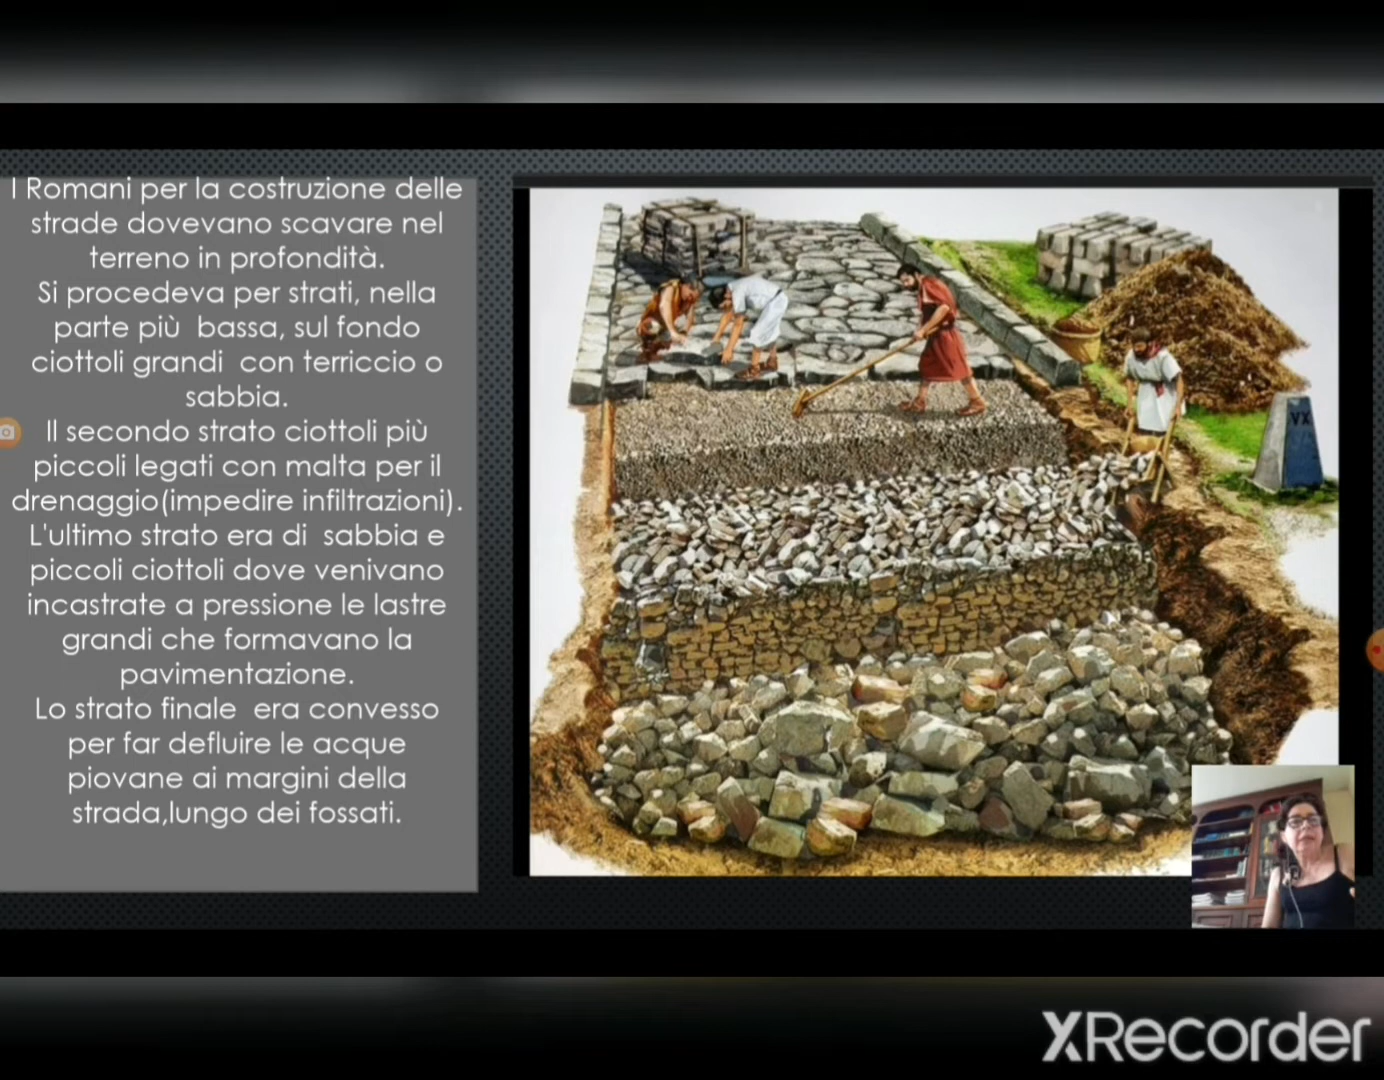 I Romani per la costruzione delle
strade dovevano scavare nel
terreno in profondità.
Si procedeva per strati, nella
parte più  bassa, sul fondo
ciottoli grandi  con terriccio o
sabbia.
Il secondo strato ciottoli più
piccoli legati con malta per il
drenaggio(impedire infiltrazioni).
L'ultimo strato era di  sabbia e
piccoli ciottoli dove venivano
incastrate a pressione le lastre
grandi che formavano la
pavimentazione.
Lo strato finale  era convesso
per far defluire le acque
piovane ai margini della
strada,lungo dei fossati.
VX
XRecorder